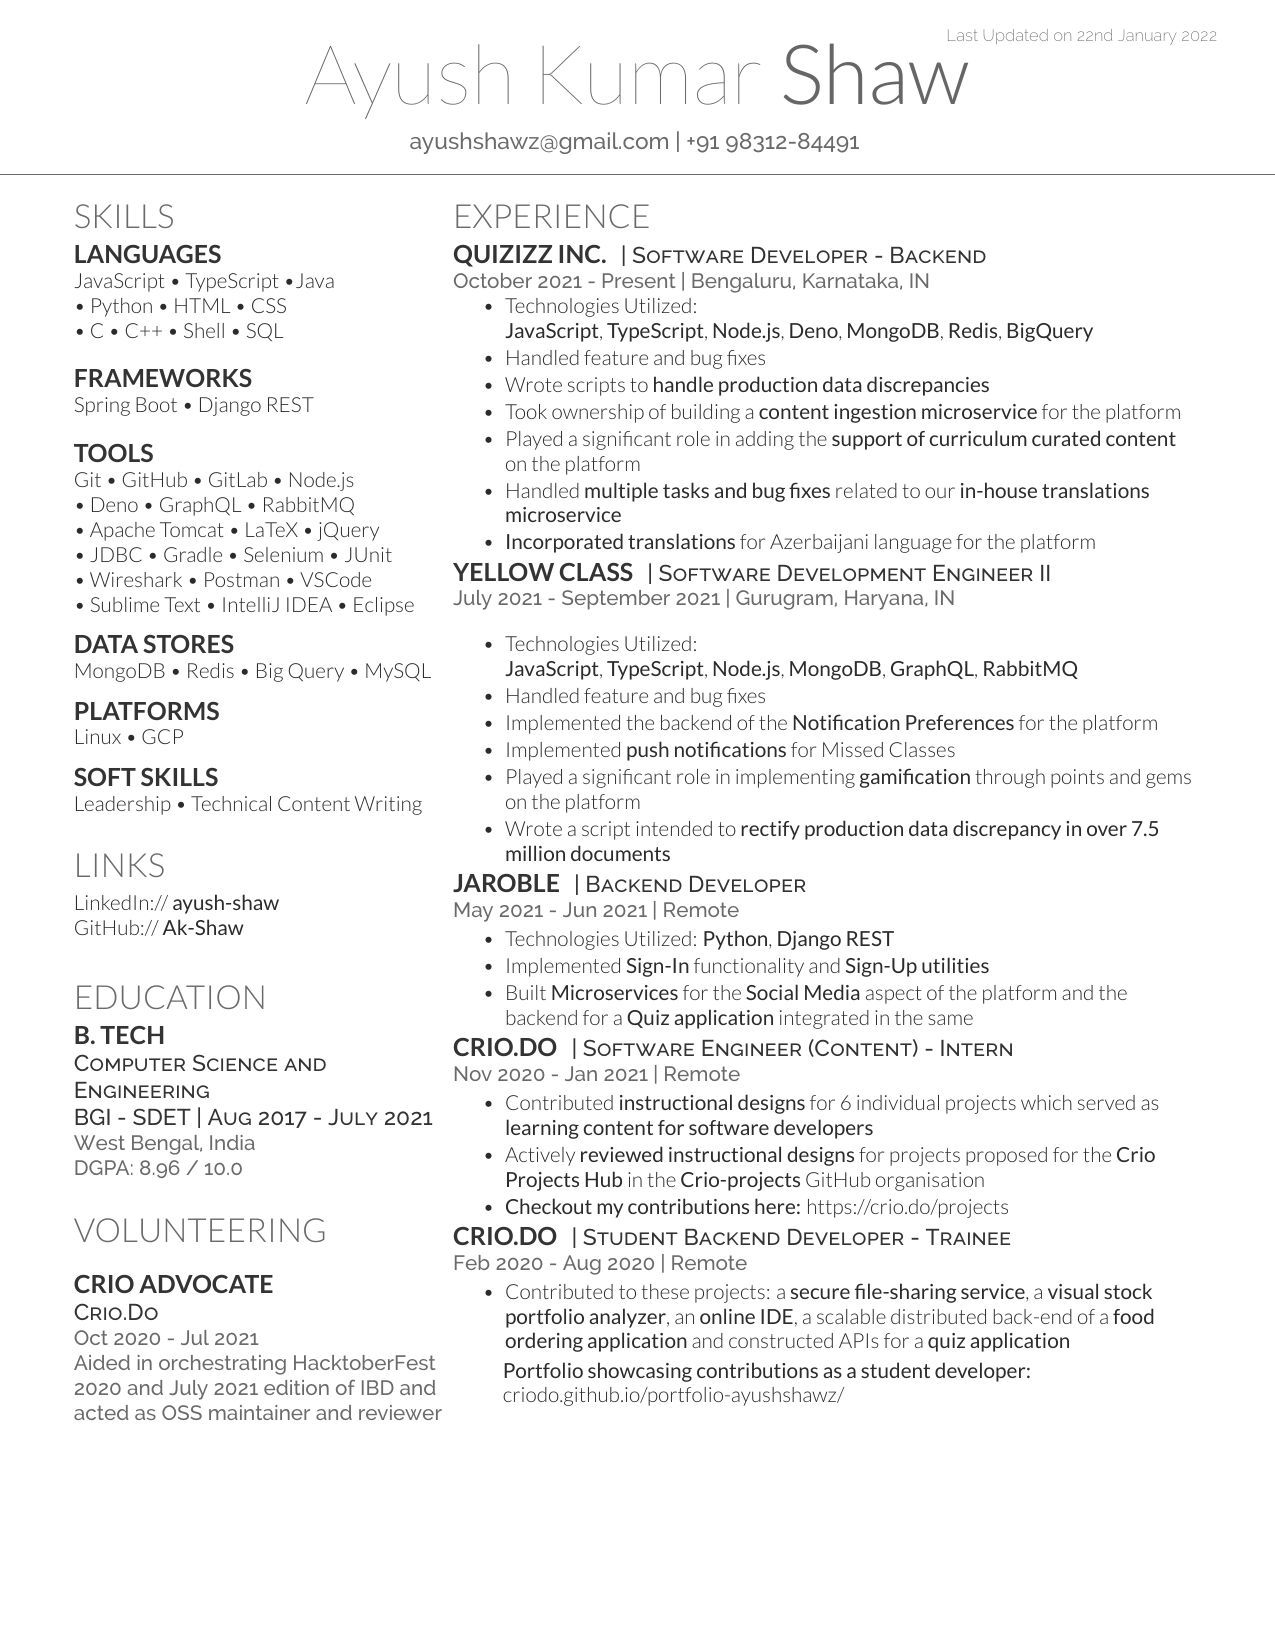 Last Updated on 22nd January 2022
Ayush Kumar Shaw
ayushshawz@gmail.com | +91 98312-84491
SKILLS
LANGUAGES
JavaScript • TypeScript •Java
• Python • HTML • CSS
• C • C++ • Shell • SQL
FRAMEWORKS
Spring Boot • Django REST
TOOLS
Git • GitHub • GitLab • Node.js
• Deno • GraphQL • RabbitMQ
• Apache Tomcat • LaTeX • jQuery
• JDBC • Gradle • Selenium • JUnit
• Wireshark • Postman • VSCode
• Sublime Text • IntelliJ IDEA • Eclipse
DATA STORES
MongoDB • Redis • Big Query • MySQL
PLATFORMS
Linux • GCP
SOFT SKILLS
Leadership • Technical Content Writing
LINKS
LinkedIn:// ayush-shaw
GitHub:// Ak-Shaw
EDUCATION
B. TECH
Computer Science and
Engineering
BGI - SDET | Aug 2017 - July 2021
West Bengal, India
DGPA: 8.96 / 10.0
VOLUNTEERING
CRIO ADVOCATE
Crio.Do
Oct 2020 - Jul 2021
Aided in orchestrating HacktoberFest
2020 and July 2021 edition of IBD and
acted as OSS maintainer and reviewer
EXPERIENCE
QUIZIZZ INC. | Software Developer - Backend
October 2021 - Present | Bengaluru, Karnataka, IN
• Technologies Utilized:
JavaScript, TypeScript, Node.js, Deno, MongoDB, Redis, BigQuery
• Handled feature and bug fixes
• Wrote scripts to handle production data discrepancies
• Took ownership of building a content ingestion microservice for the platform
• Played a significant role in adding the support of curriculum curated content
on the platform
• Handled multiple tasks and bug fixes related to our in-house translations
microservice
• Incorporated translations for Azerbaijani language for the platform
YELLOW CLASS | Software Development Engineer II
July 2021 - September 2021 | Gurugram, Haryana, IN
• Technologies Utilized:
JavaScript, TypeScript, Node.js, MongoDB, GraphQL, RabbitMQ
• Handled feature and bug fixes
• Implemented the backend of the Notification Preferences for the platform
• Implemented push notifications for Missed Classes
• Played a significant role in implementing gamification through points and gems
on the platform
• Wrote a script intended to rectify production data discrepancy in over 7.5
million documents
JAROBLE | Backend Developer
May 2021 - Jun 2021 | Remote
• Technologies Utilized: Python, Django REST
• Implemented Sign-In functionality and Sign-Up utilities
• Built Microservices for the Social Media aspect of the platform and the
backend for a Quiz application integrated in the same
CRIO.DO | Software Engineer (Content) - Intern
Nov 2020 - Jan 2021 | Remote
• Contributed instructional designs for 6 individual projects which served as
learning content for software developers
• Actively reviewed instructional designs for projects proposed for the Crio
Projects Hub in the Crio-projects GitHub organisation
• Checkout my contributions here: https://crio.do/projects
CRIO.DO | Student Backend Developer - Trainee
Feb 2020 - Aug 2020 | Remote
• Contributed to these projects: a secure file-sharing service, a visual stock
portfolio analyzer, an online IDE, a scalable distributed back-end of a food
ordering application and constructed APIs for a quiz application
Portfolio showcasing contributions as a student developer:
criodo.github.io/portfolio-ayushshawz/